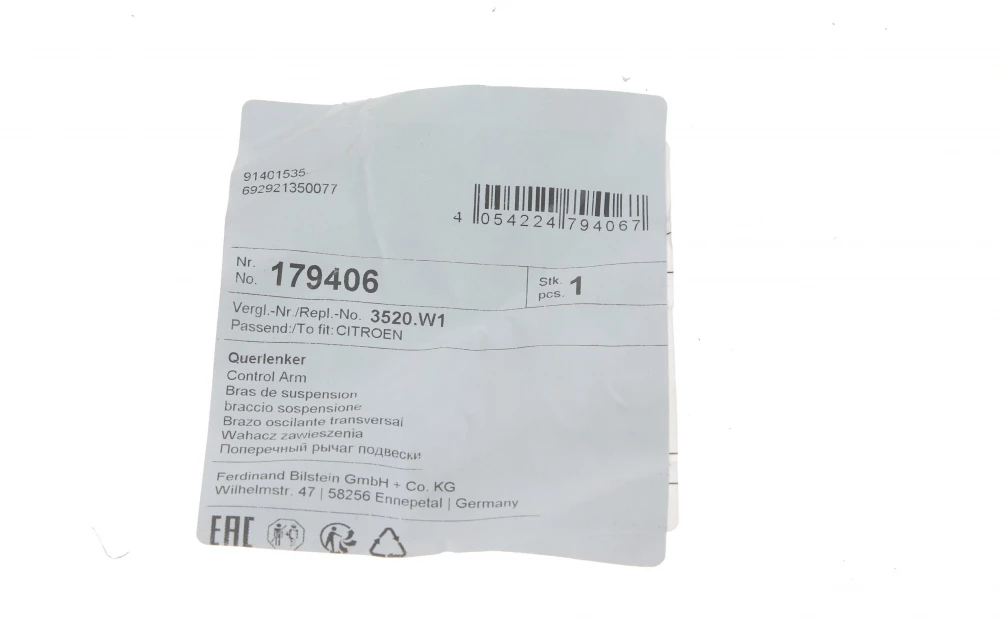 91401535-
692921350077
4 054224 794067
Nr.
No. 179406
Stk.
pcs. 1
Vergl.-Nr./Repl.-No. 3520.W1
Passend:/To fit: CITROEN
Querlenker
Control Arm
Bras de suspension
braccio sospensione
Brazo oscilante transversal
Wahacz zawieszenia
Поперечный рычаг подвески
Ferdinand Bilstein GmbH + Co. KG
Wilhelmstr. 47 | 58256 Ennepetal | Germany
EAC